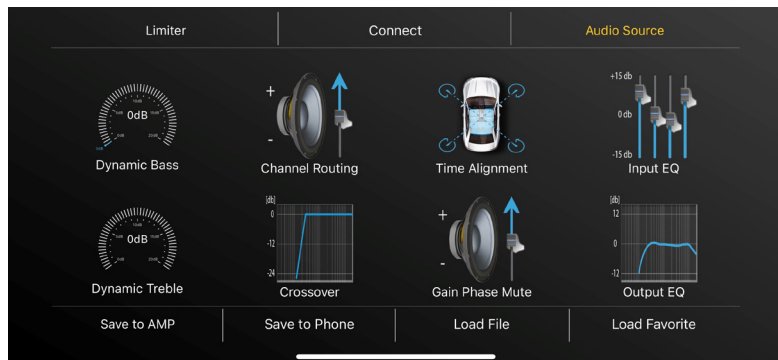 Limiter
Connect
Audio Source
0dB
Dynamic Bass
+
-
Channel Routing
Time Alignment
+15 db
0 db
-15 db
Input EQ
0dB
Dynamic Treble
[db]
0
-12
-24
Crossover
+
-
Gain Phase Mute
[db]
12
0
-12
Output EQ
Save to AMP
Save to Phone
Load File
Load Favorite